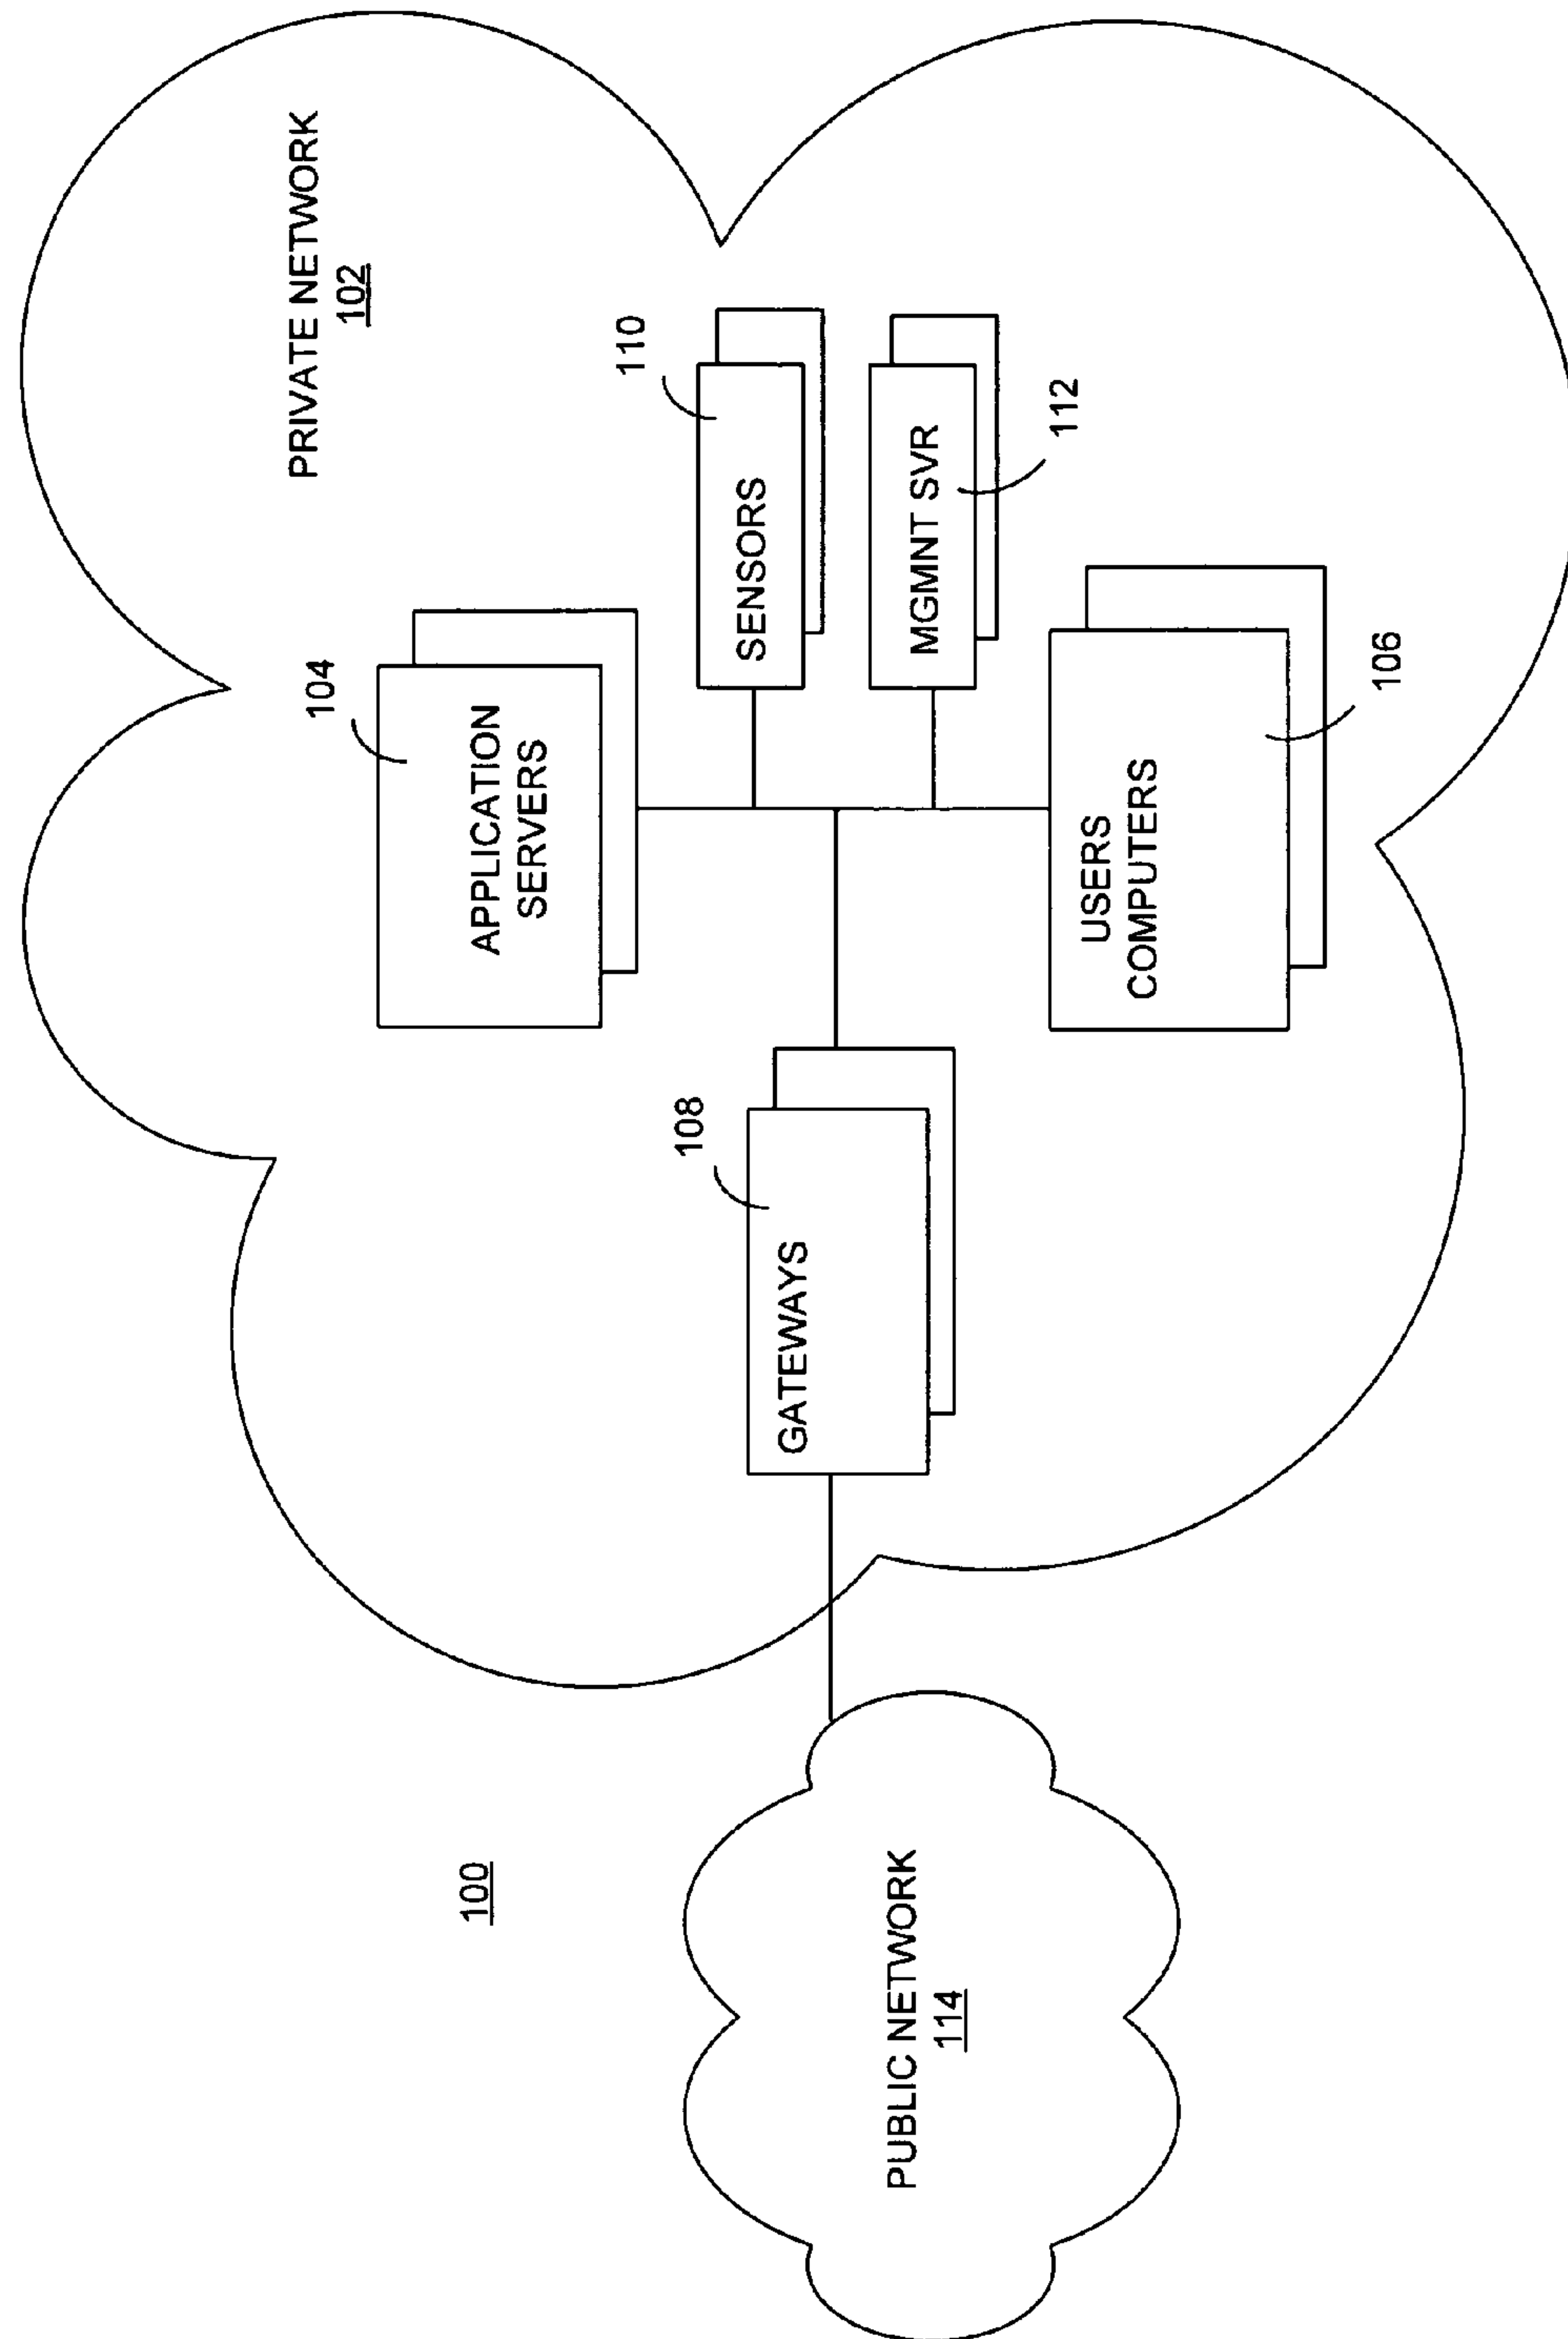 PRIVATE NETWORK
102
104
APPLICATION
SERVERS
110
SENSORS
108
GATEWAYS
MGMNT SVR
112
100
PUBLIC NETWORK
114
USERS
COMPUTERS
106